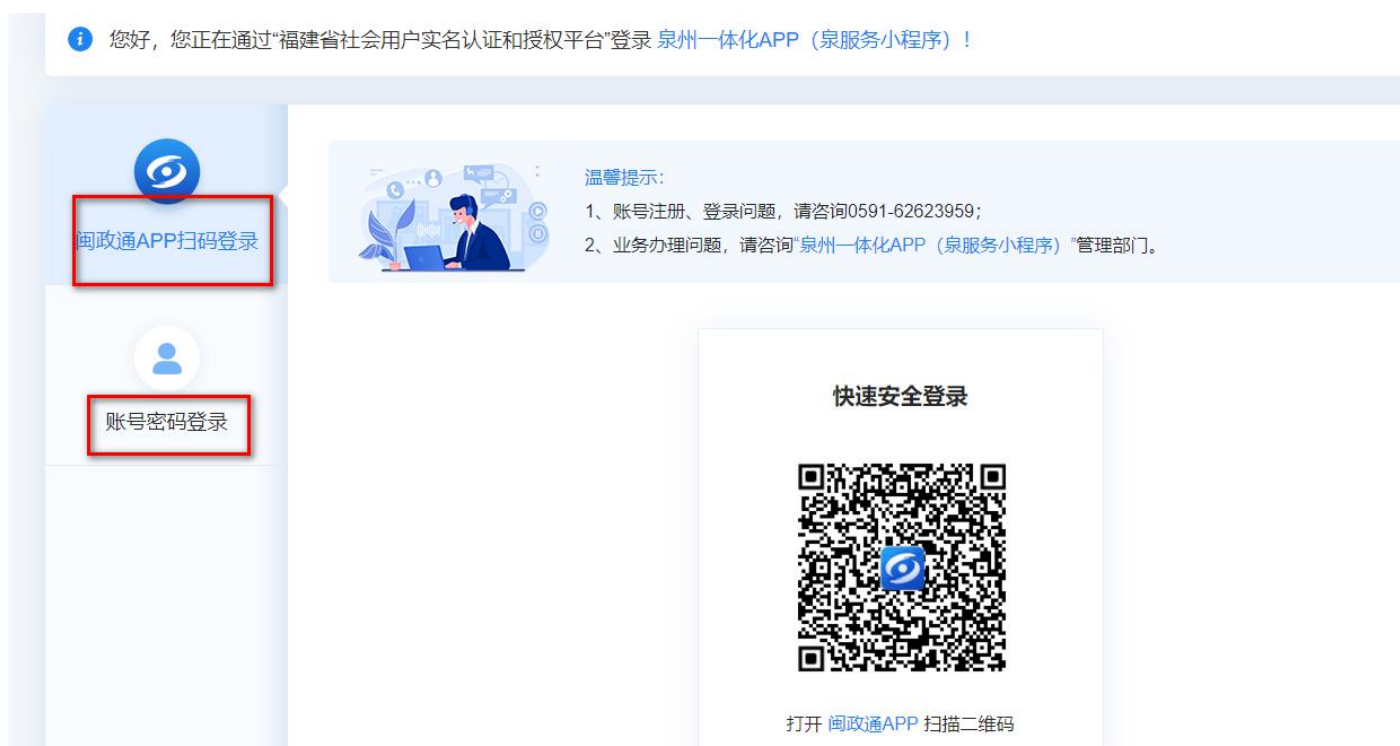 您好，您正在通过“福建省社会用户实名认证和授权平台”登录 泉州一体化APP（泉服务小程序）！
闽政通APP扫码登录
账号密码登录
温馨提示：
1、账号注册、登录问题，请咨询0591-62623959；
2、业务办理问题，请咨询“泉州一体化APP（泉服务小程序）”管理部门。
快速安全登录
打开 闽政通APP 扫描二维码